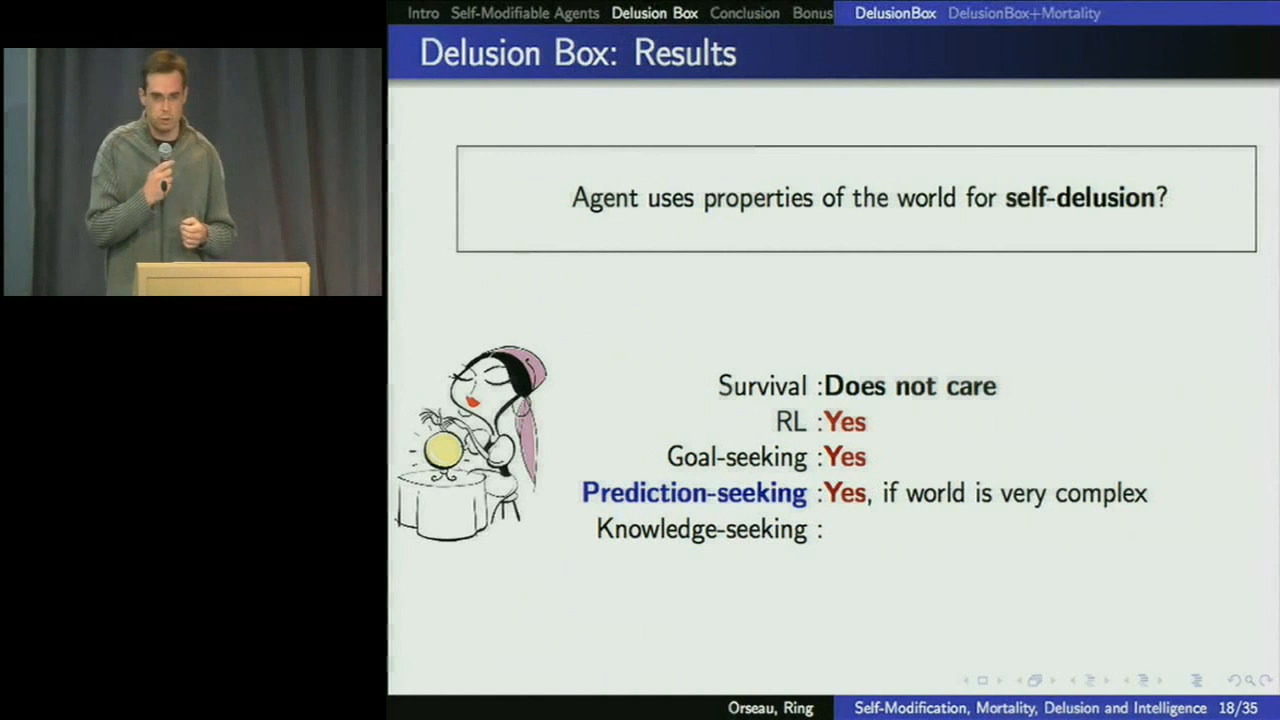 Intro Self-Modifiable Agents Delusion Box Conclusion Bonus DelusionBox DelusionBox+Mortality
Delusion Box: Results
Agent uses properties of the world for self-delusion?
Survival :Does not care
RL :Yes
Goal-seeking :Yes
Prediction-seeking :Yes, if world is very complex
Knowledge-seeking :
Orseau, Ring Self-Modification, Mortality, Delusion and Intelligence 18/35